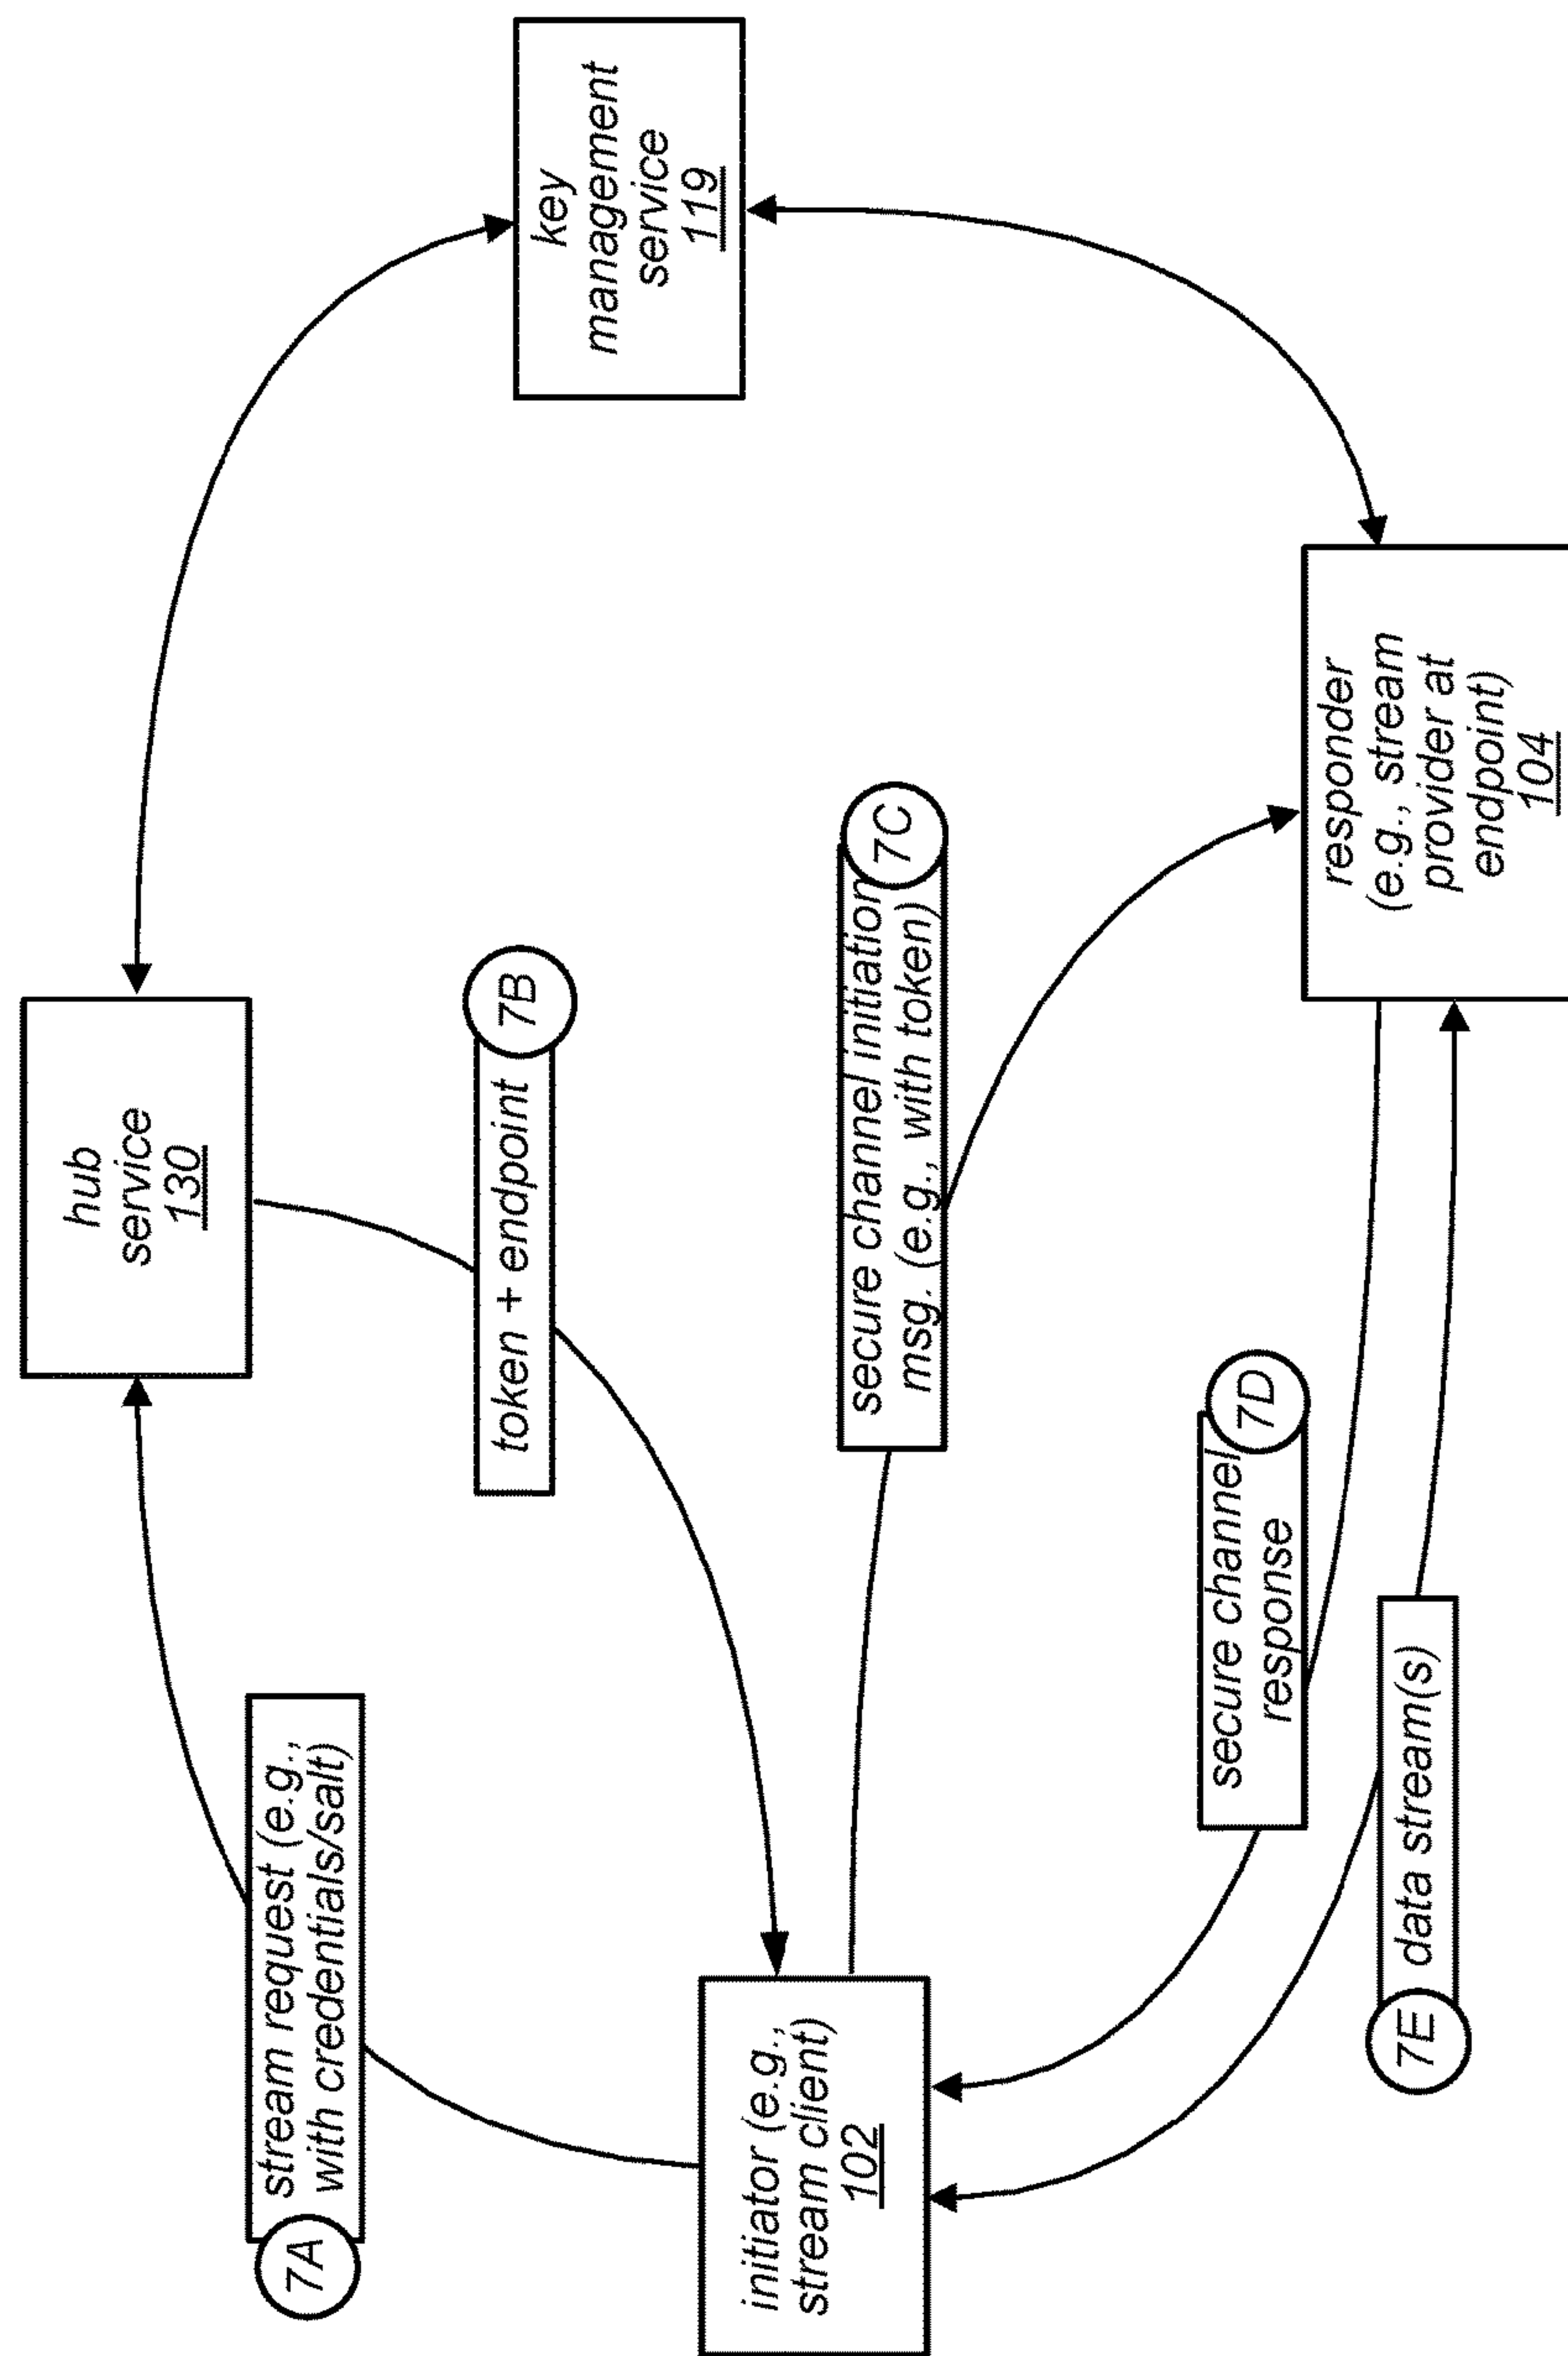 hub
service
130
key
management
service
119
7A
stream request (e.g.,
with credentials/salt)
token + endpoint
7B
initiator (e.g.,
stream client)
102
secure channel initiation
msg. (e.g., with token)
7C
secure channel
response
7D
7E
data stream(s)
responder
(e.g., stream
provider at
endpoint)
104